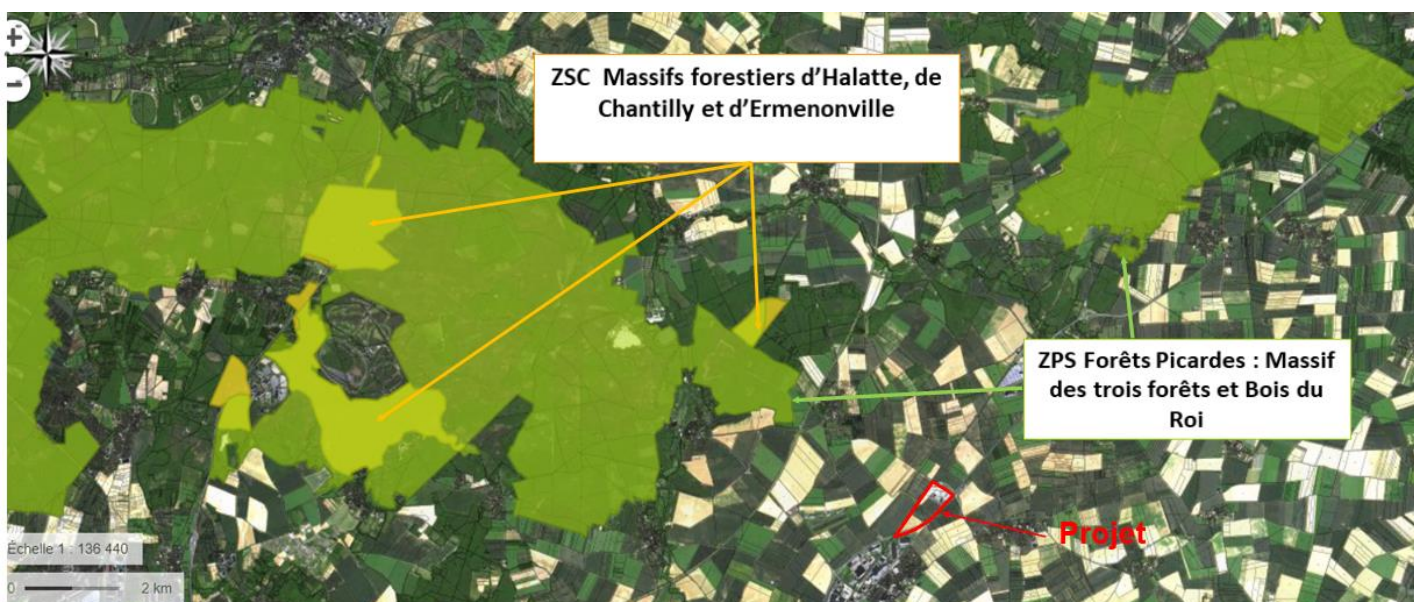 +
−
ZSC Massifs forestiers d’Halatte, de
Chantilly et d’Ermenonville
ZPS Forêts Picardes : Massif
des trois forêts et Bois du
Roi
Projet
Échelle 1 : 136 440
0 2 km